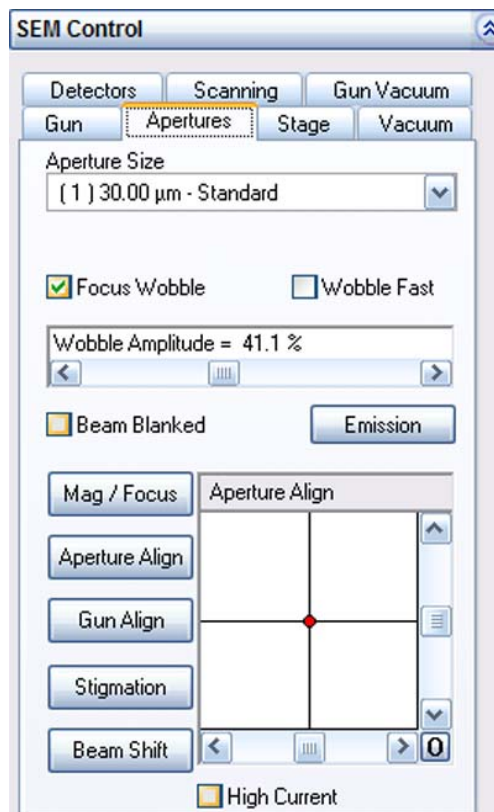 SEM Control
Detectors Scanning Gun Vacuum
Gun Apertures Stage Vacuum
Aperture Size
( 1 ) 30.00 µm - Standard
Focus Wobble Wobble Fast
Wobble Amplitude = 41.1 %
Beam Blanked Emission
Mag / Focus Aperture Align
Aperture Align
Gun Align
Stigmation
Beam Shift 0
High Current